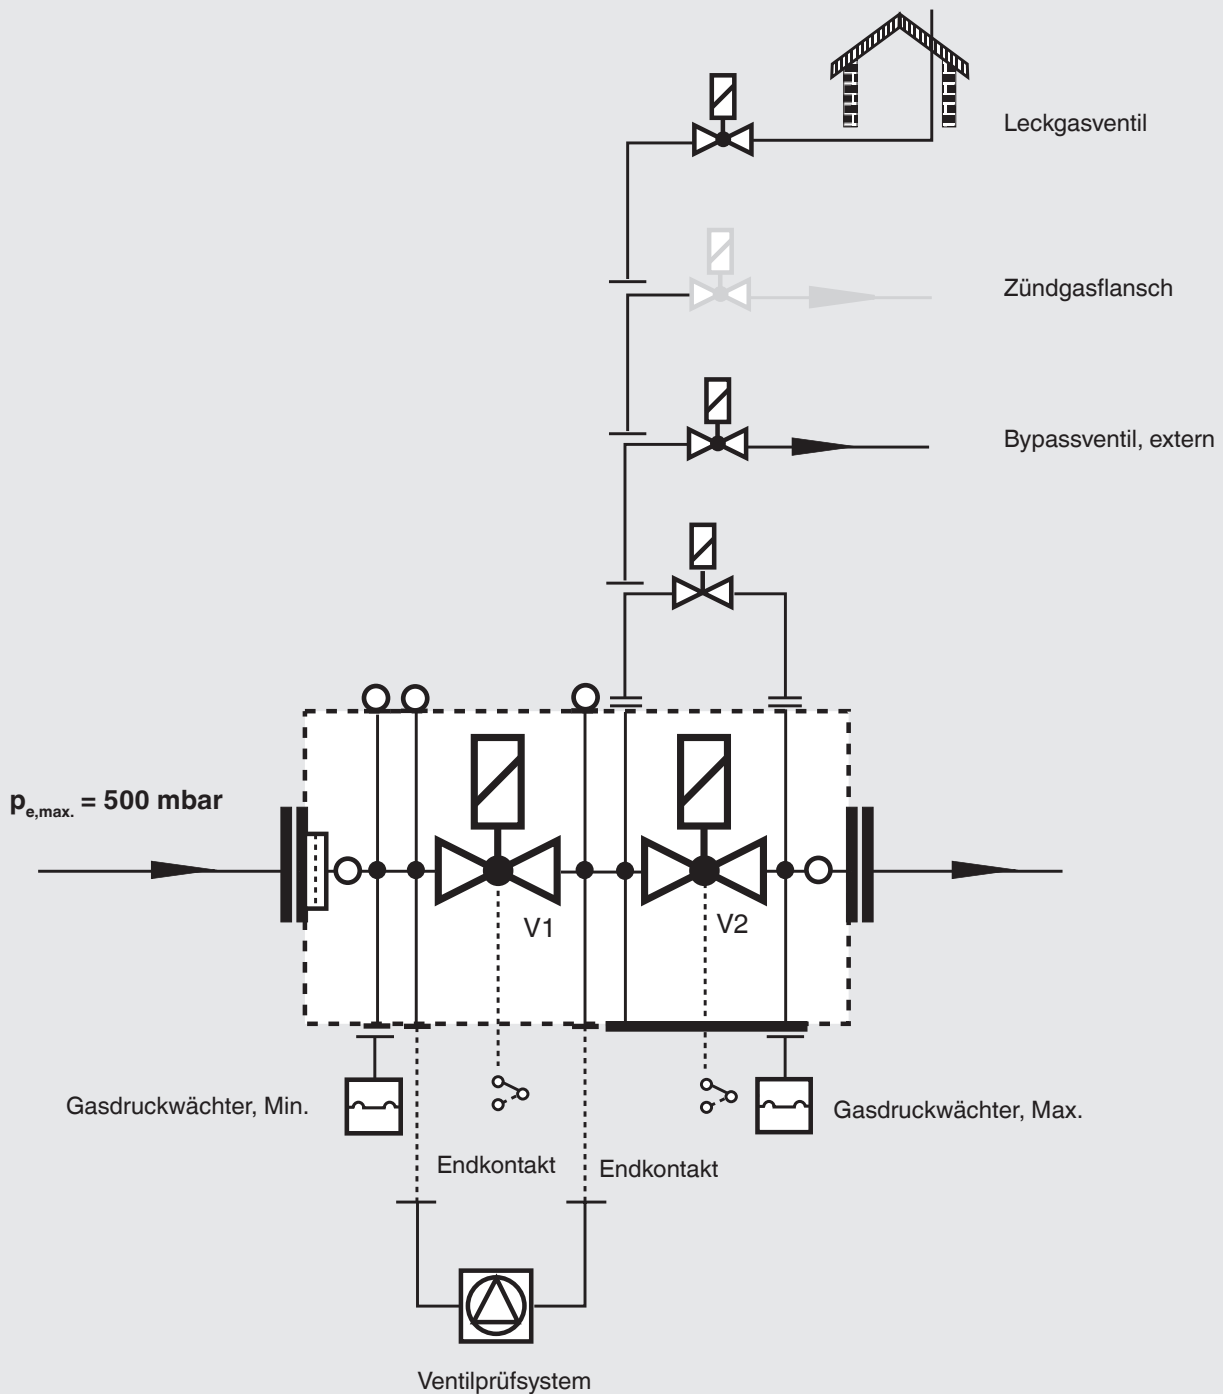 Leckgasventil
Zündgasflansch
Bypassventil, extern
pe,max. = 500 mbar
V1
V2
Gasdruckwächter, Min.
Gasdruckwächter, Max.
Endkontakt
Endkontakt
Ventilprüfsystem